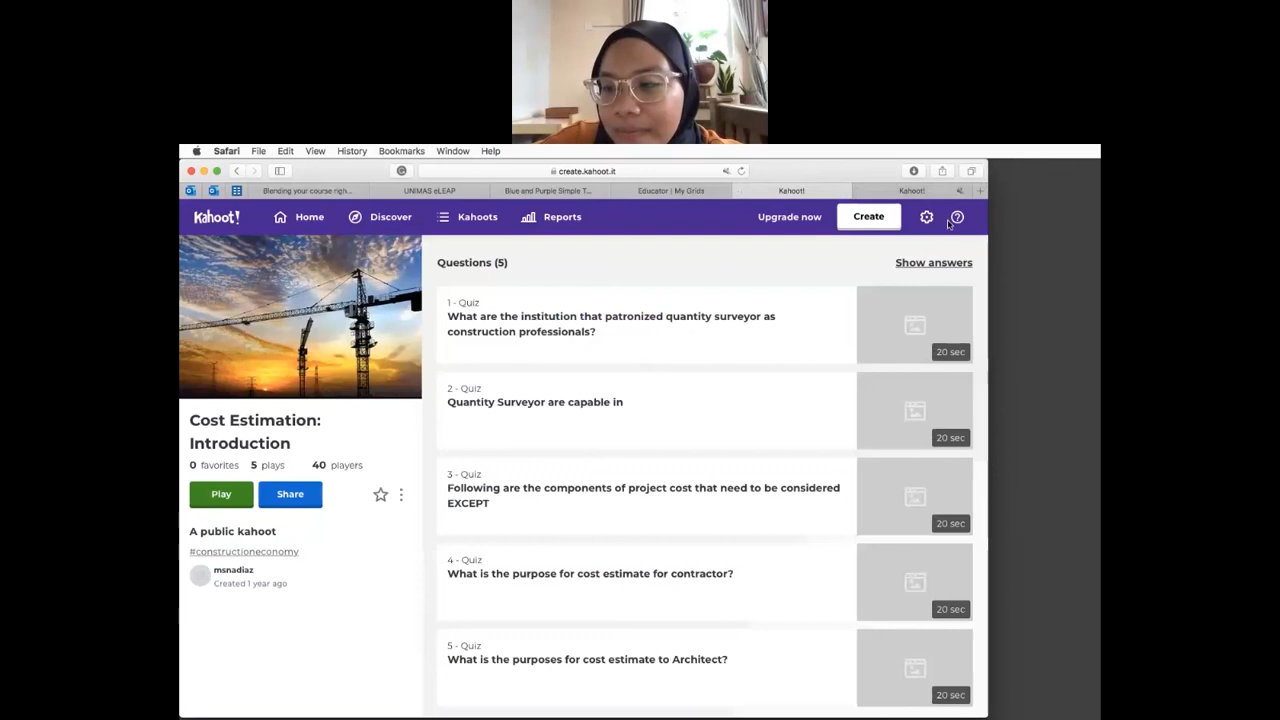 Safari File Edit View History Bookmarks Window Help
create.kahoot.it
Blending your course righ... UNIMAS eLEAP Blue and Purple Simple T... Educator | My Grids Kahoot! Kahoot!
Kahoot! Home Discover Kahoots Reports Upgrade now Create
Questions (5) Show answers
1 - Quiz
What are the institution that patronized quantity surveyor as
construction professionals?
20 sec
2 - Quiz
Quantity Surveyor are capable in
20 sec
3 - Quiz
Following are the components of project cost that need to be considered
EXCEPT
20 sec
4 - Quiz
What is the purpose for cost estimate for contractor?
20 sec
5 - Quiz
What is the purposes for cost estimate to Architect?
20 sec
Cost Estimation:
Introduction
0 favorites 5 plays 40 players
Play Share
A public kahoot
#constructioneconomy
msnadiaz
Created 1 year ago